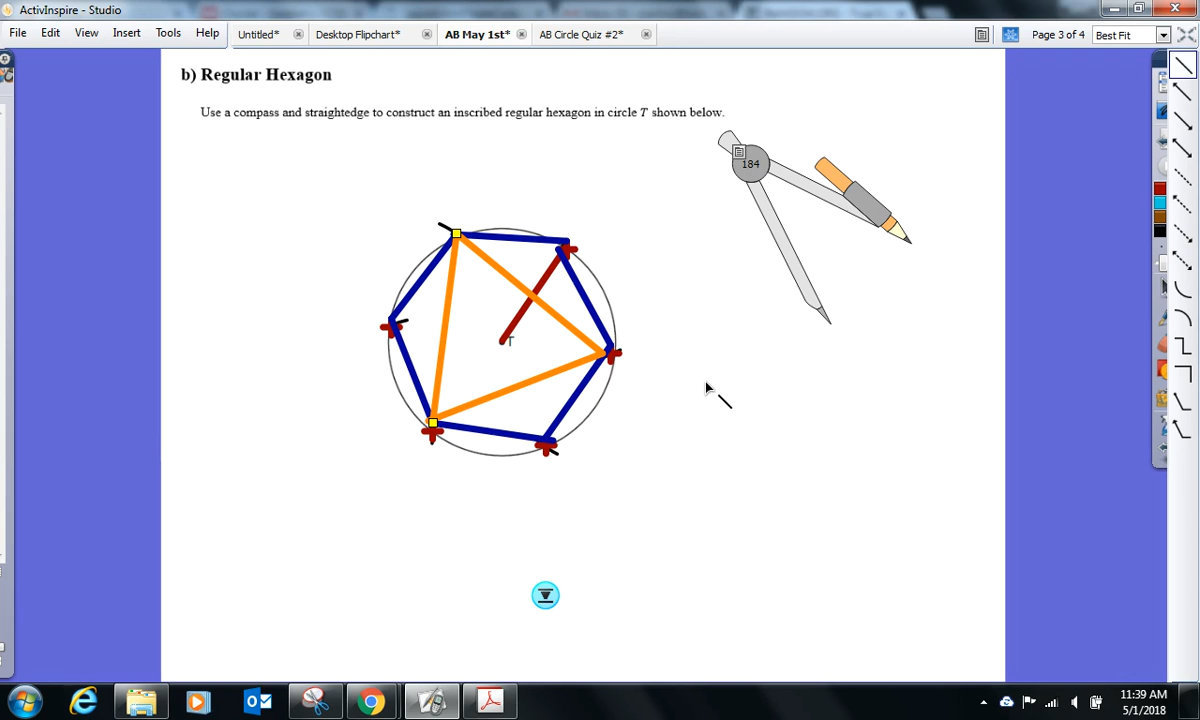 ActivInspire - Studio
File Edit View Insert Tools Help
Untitled* Desktop Flipchart* AB May 1st* AB Circle Quiz #2*
Page 3 of 4 Best Fit
b) Regular Hexagon
Use a compass and straightedge to construct an inscribed regular hexagon in circle T shown below.
184
T
11:39 AM
5/1/2018